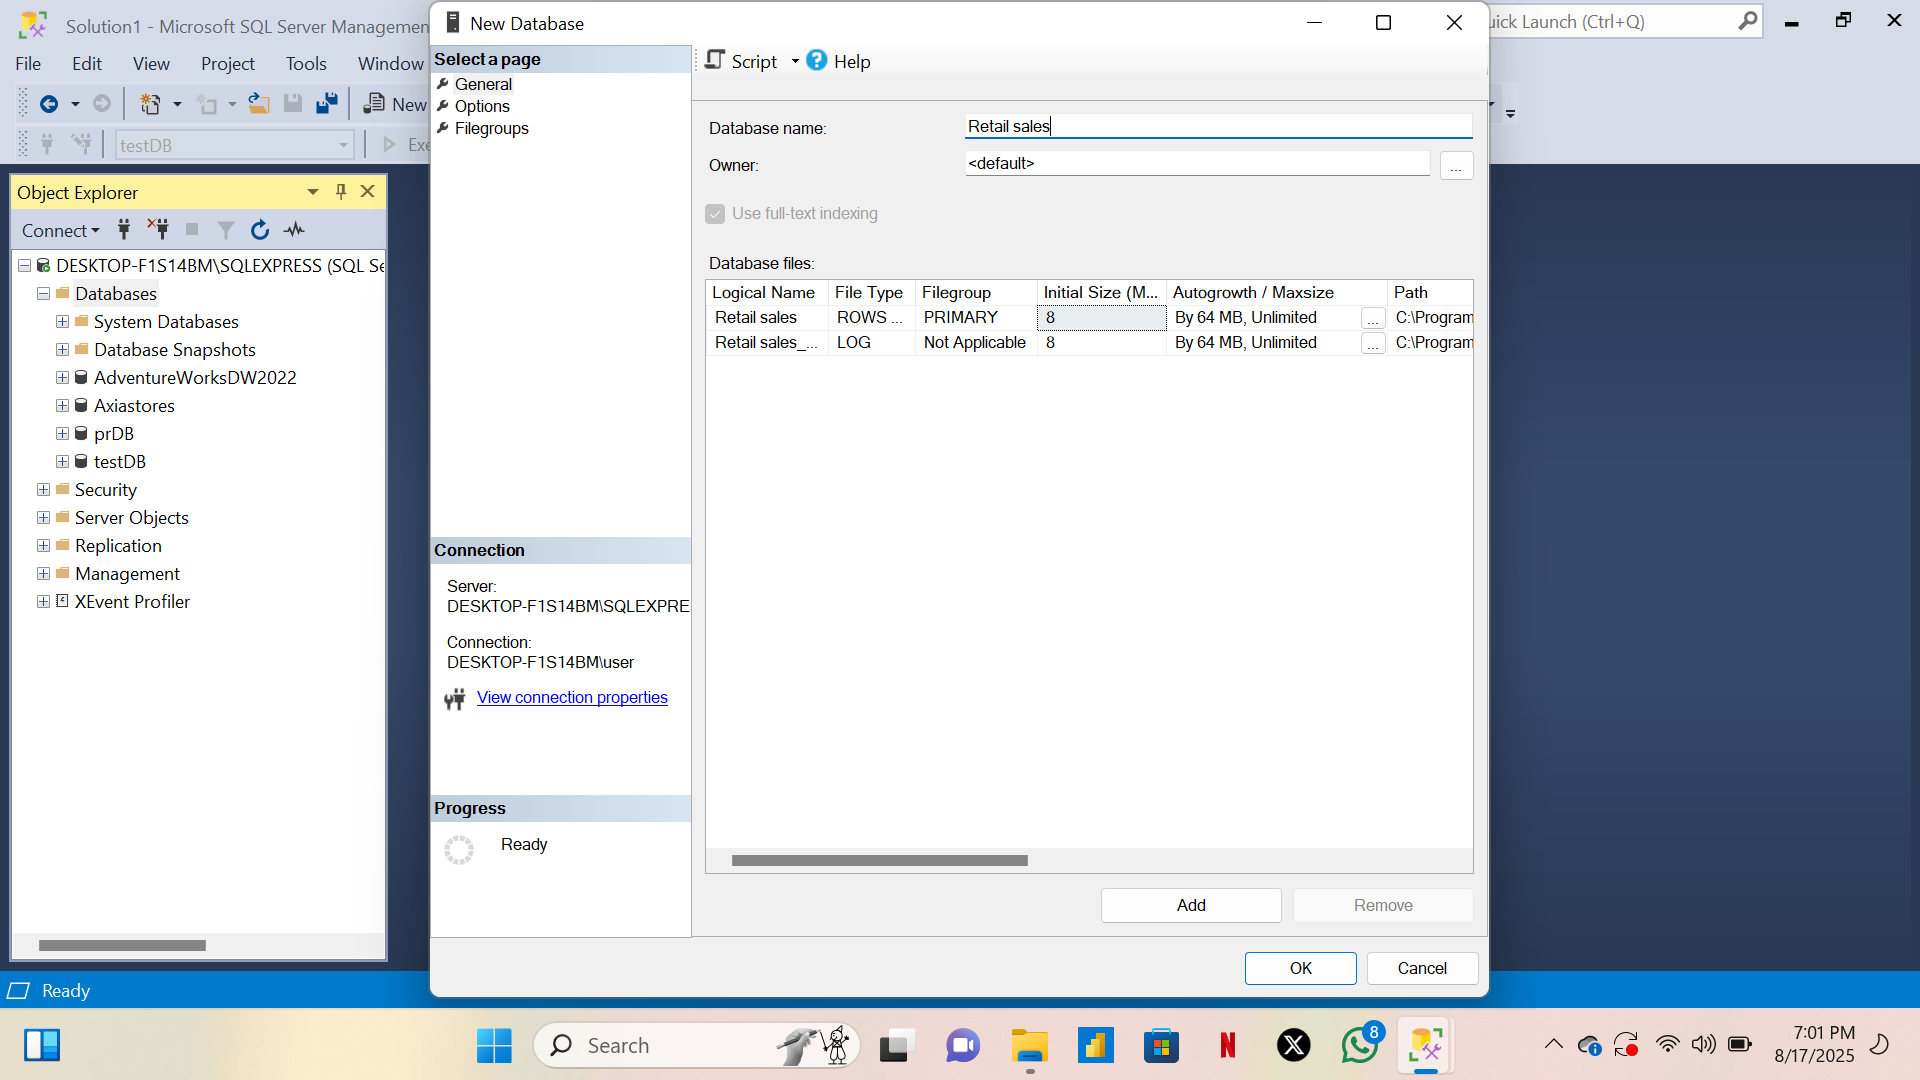 Solution1 - Microsoft SQL Server Managemen
uick Launch (Ctrl+Q)
File Edit View Project Tools Window
New
testDB
Exe
Object Explorer
Connect
DESKTOP-F1S14BM\SQLEXPRESS (SQL Se
Databases
System Databases
Database Snapshots
AdventureWorksDW2022
Axiastores
prDB
testDB
Security
Server Objects
Replication
Management
XEvent Profiler
Ready
New Database
Select a page
General
Options
Filegroups
Connection
Server:
DESKTOP-F1S14BM\SQLEXPRE
Connection:
DESKTOP-F1S14BM\user
View connection properties
Progress
Ready
Script Help
Database name: Retail sales
Owner: <default> ...
Use full-text indexing
Database files:
Logical Name File Type Filegroup Initial Size (M... Autogrowth / Maxsize Path
Retail sales ROWS ... PRIMARY 8 By 64 MB, Unlimited ... C:\Program
Retail sales_... LOG Not Applicable 8 By 64 MB, Unlimited ... C:\Program
Add Remove
OK Cancel
Search
8
7:01 PM
8/17/2025